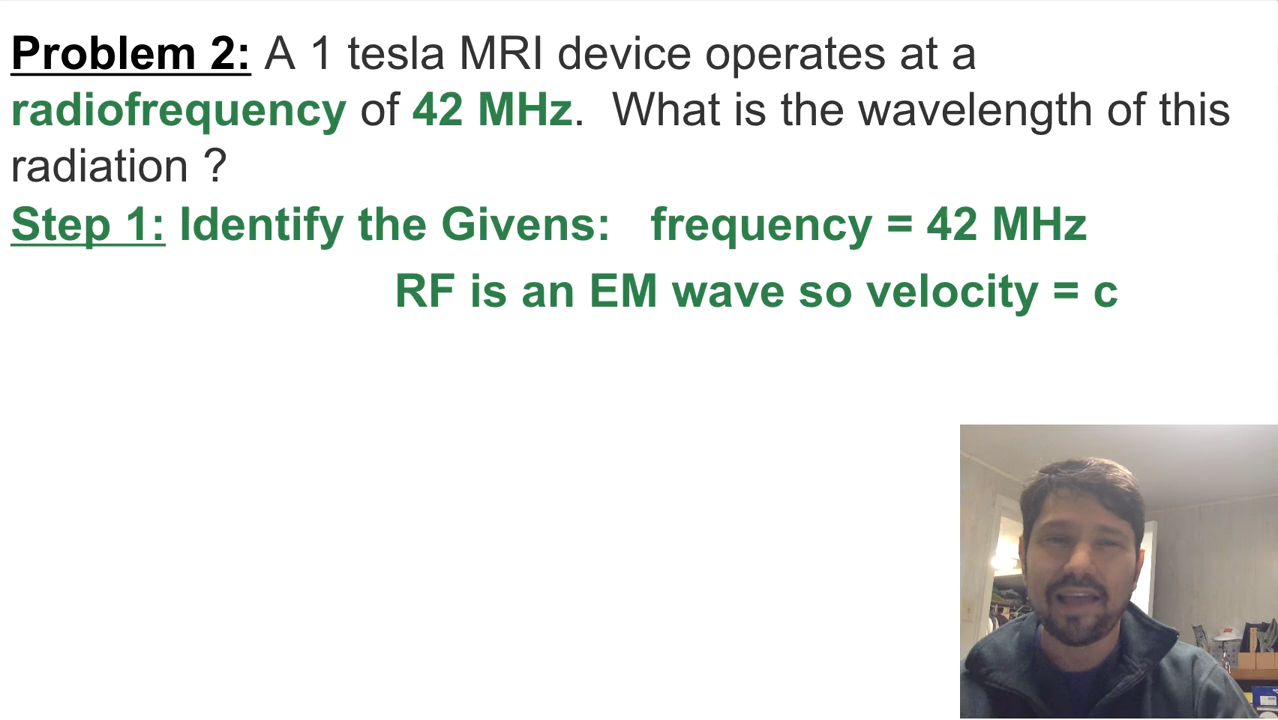 Problem 2: A 1 tesla MRI device operates at a
radiofrequency of 42 MHz. What is the wavelength of this
radiation ?
Step 1: Identify the Givens: frequency = 42 MHz
RF is an EM wave so velocity = c